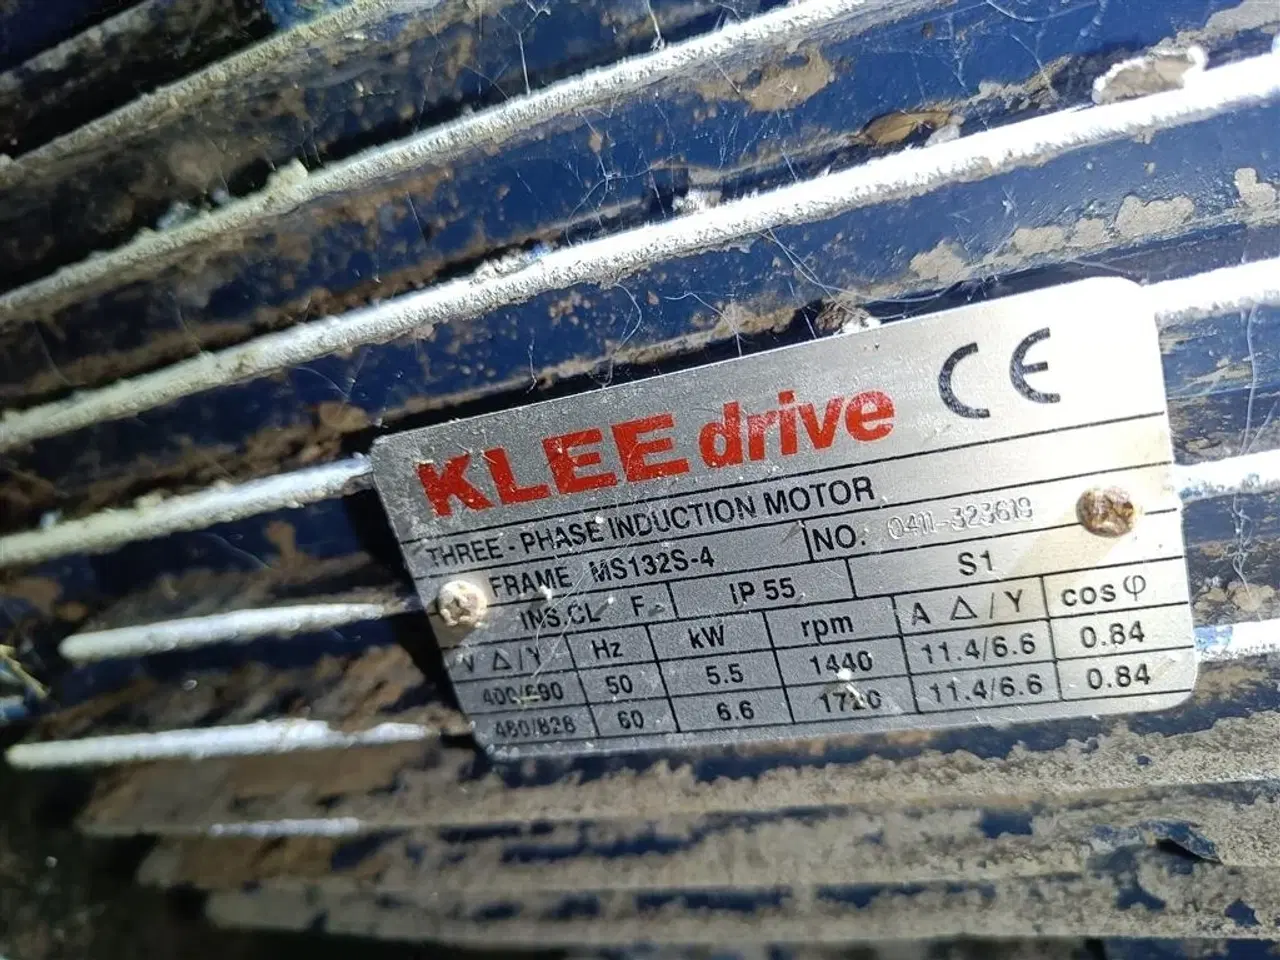 KLEE drive CE
THREE - PHASE INDUCTION MOTOR
FRAME MS132S-4 NO. 0411-323618
INS.CL F IP 55 S1
V Δ/Y Hz kW rpm A Δ/Y cos φ
400/690 50 5.5 1440 11.4/6.6 0.84
460/828 60 6.6 1720 11.4/6.6 0.84